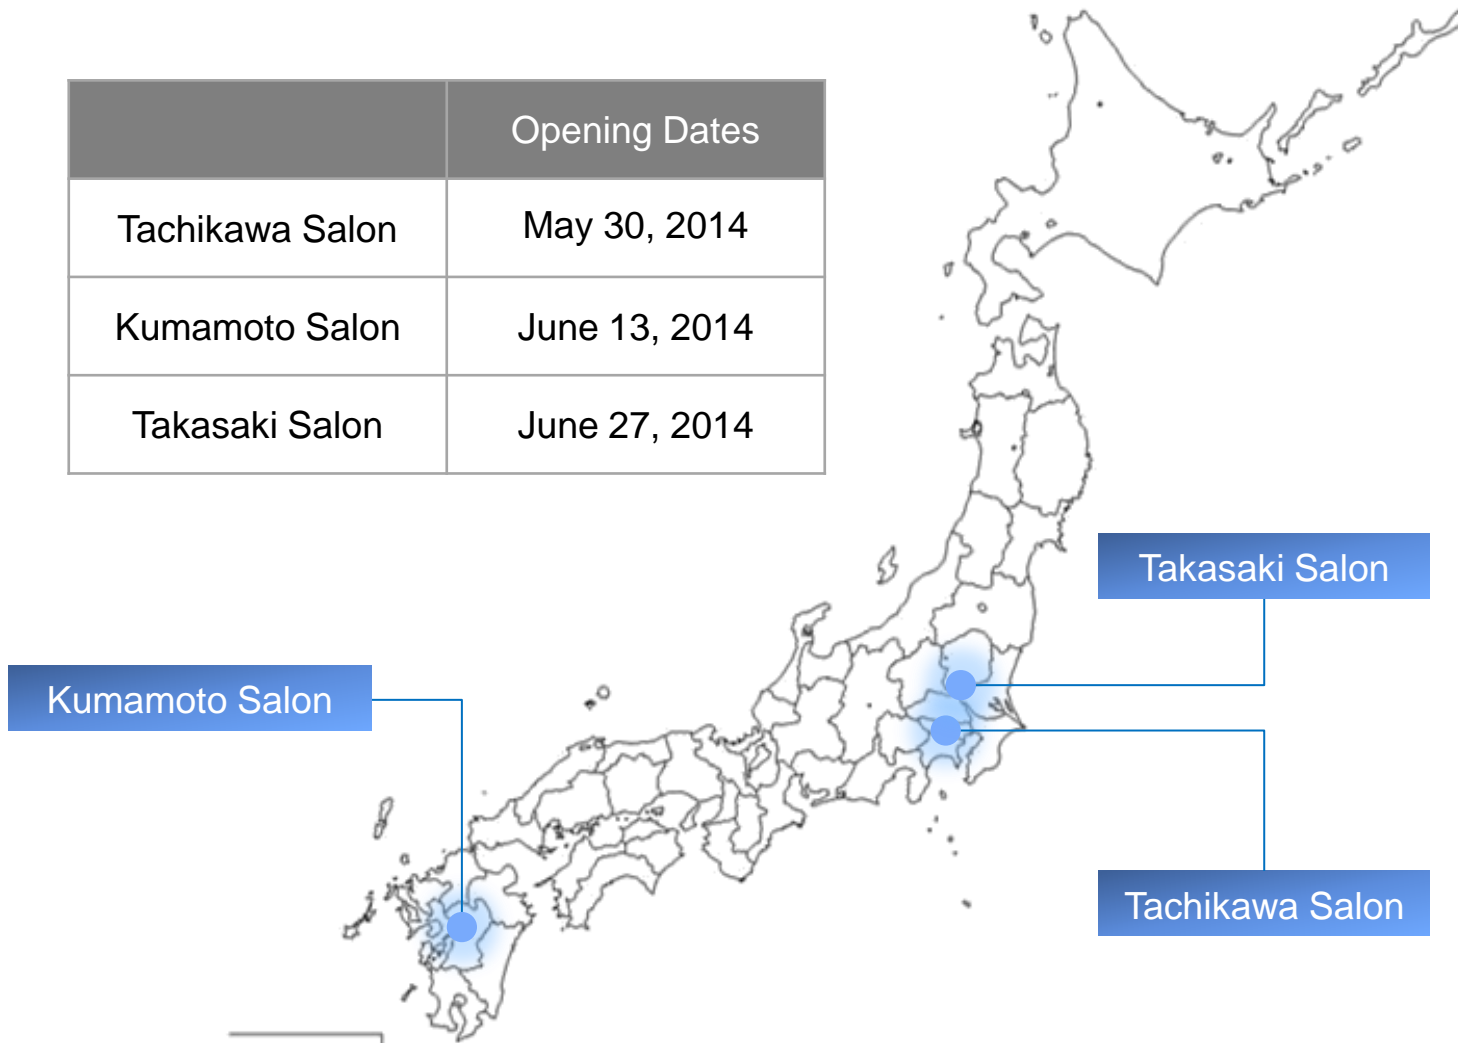 Opening Dates
Tachikawa Salon May 30, 2014
Kumamoto Salon June 13, 2014
Takasaki Salon June 27, 2014
Takasaki Salon
Kumamoto Salon
Tachikawa Salon